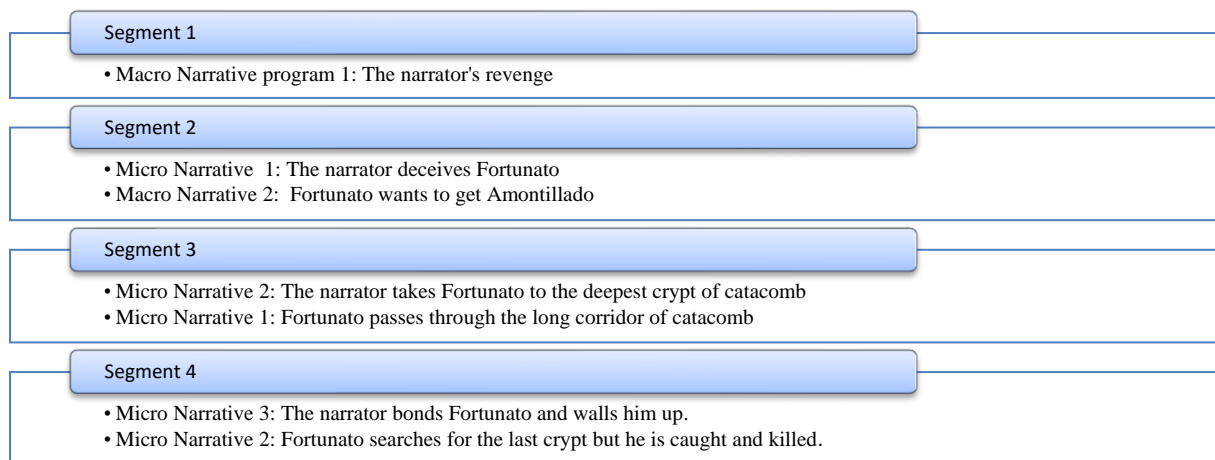 Segment 1
• Macro Narrative program 1: The narrator's revenge
Segment 2
• Micro Narrative 1: The narrator deceives Fortunato
• Macro Narrative 2: Fortunato wants to get Amontillado
Segment 3
• Micro Narrative 2: The narrator takes Fortunato to the deepest crypt of catacomb
• Micro Narrative 1: Fortunato passes through the long corridor of catacomb
Segment 4
• Micro Narrative 3: The narrator bonds Fortunato and walls him up.
• Micro Narrative 2: Fortunato searches for the last crypt but he is caught and killed.